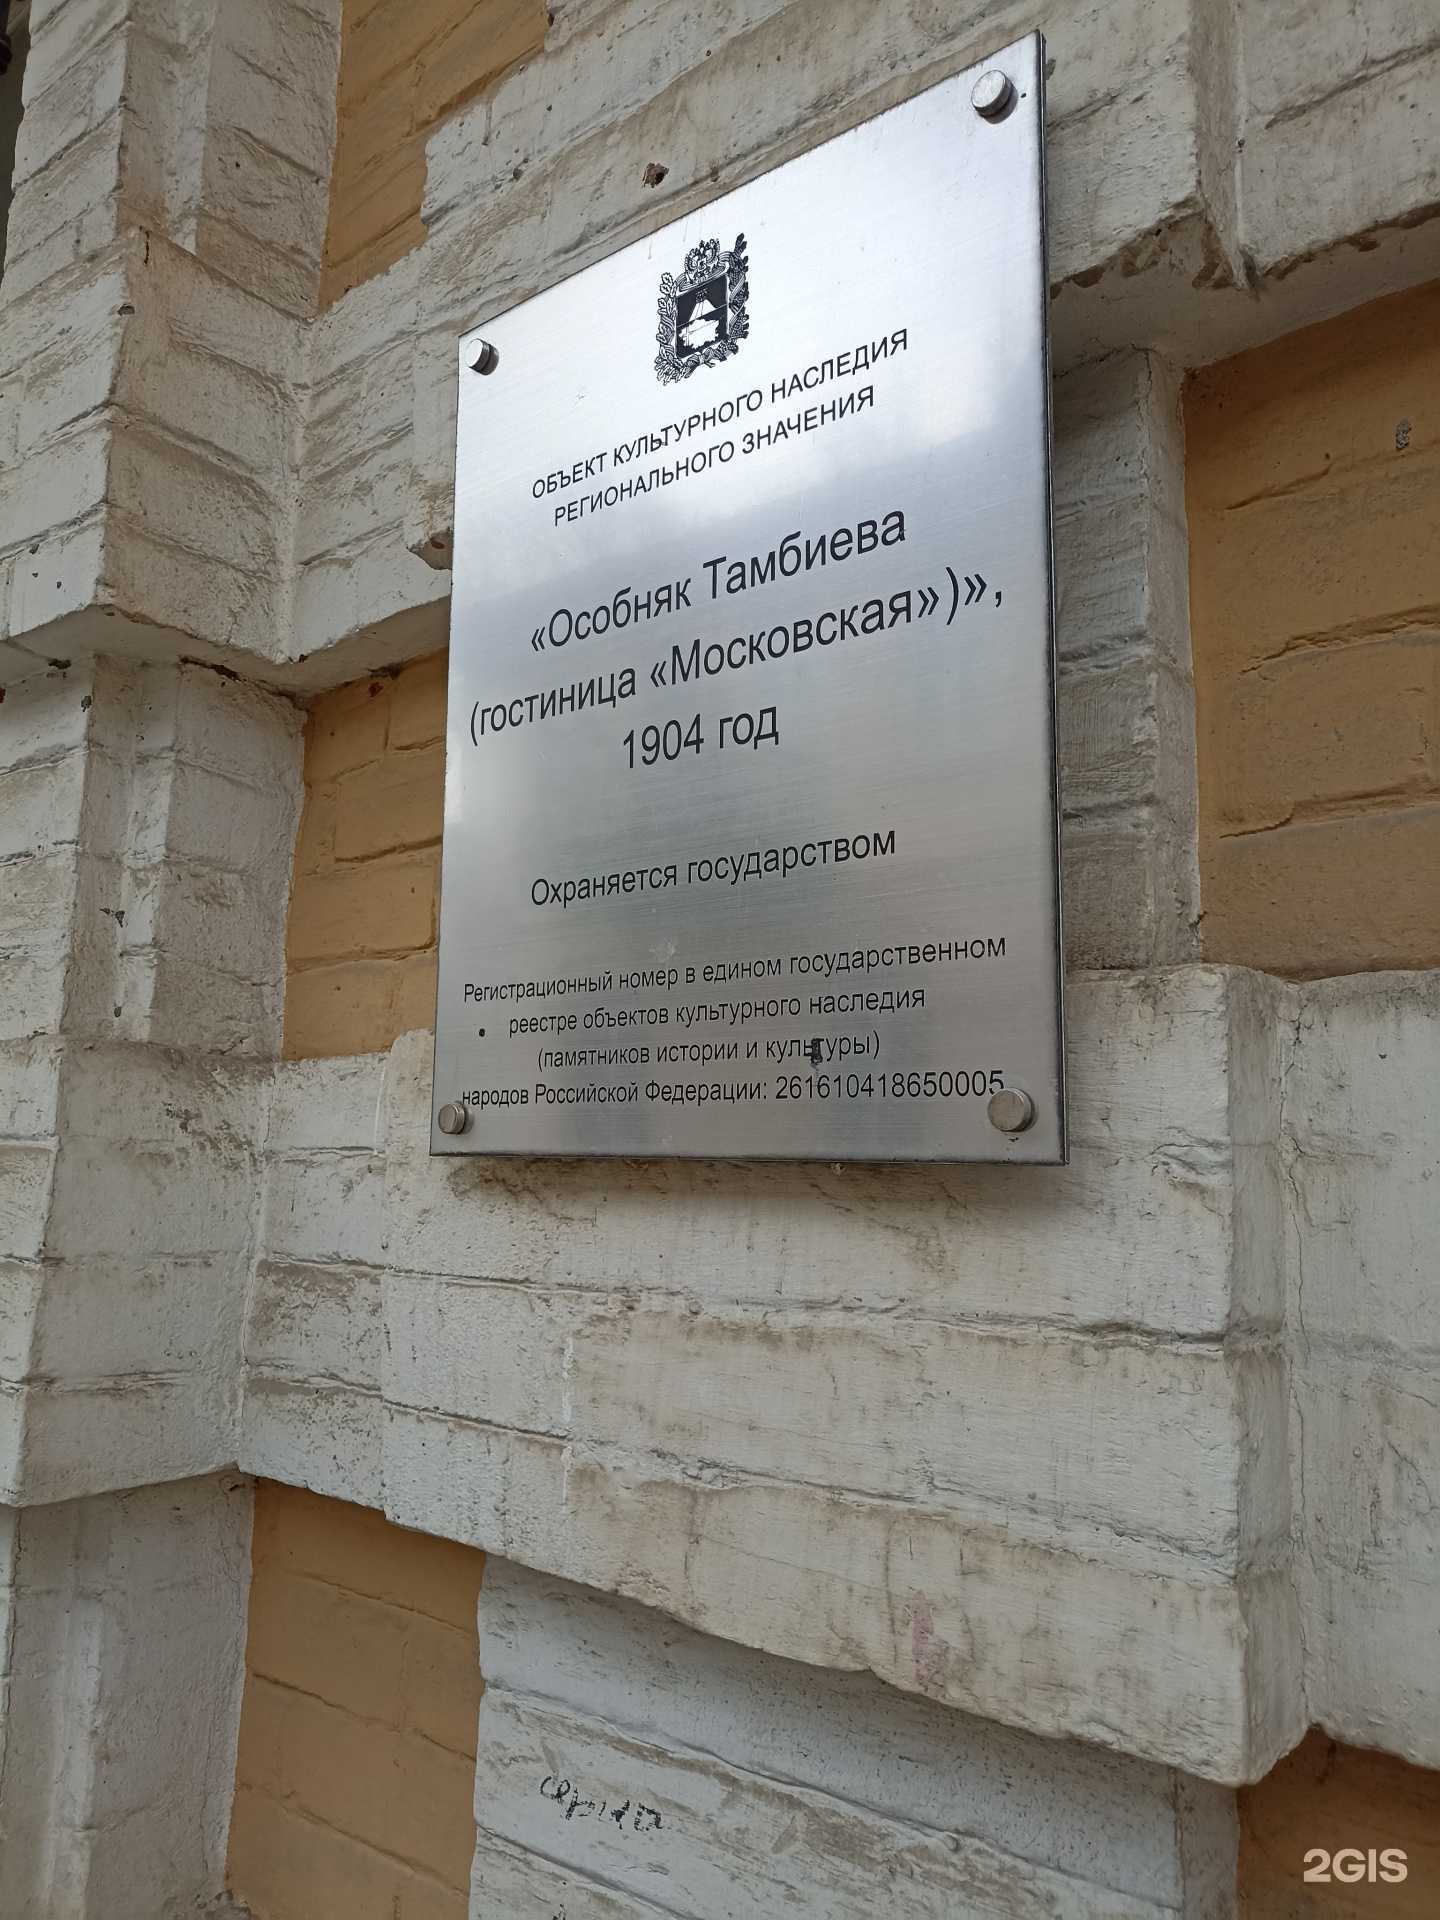 ОБЪЕКТ КУЛЬТУРНОГО НАСЛЕДИЯ
РЕГИОНАЛЬНОГО ЗНАЧЕНИЯ
«Особняк Тамбиева
(гостиница «Московская»)»,
1904 год
Охраняется государством
Регистрационный номер в едином государственном
• реестре объектов культурного наследия
(памятников истории и культуры)
народов Российской Федерации: 261610418650005
2GIS